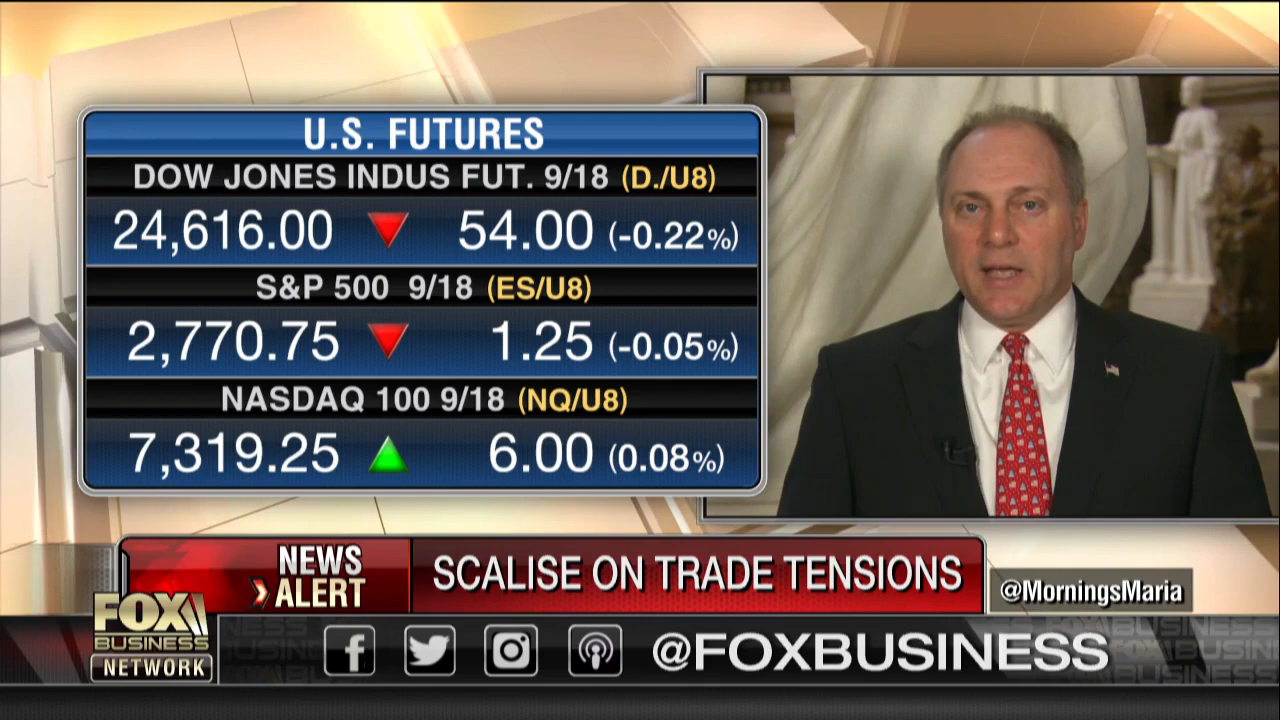 U.S. FUTURES
DOW JONES INDUS FUT. 9/18 (D./U8)
24,616.00 ▼ 54.00 (-0.22%)
S&P 500 9/18 (ES/U8)
2,770.75 ▼ 1.25 (-0.05%)
NASDAQ 100 9/18 (NQ/U8)
7,319.25 ▲ 6.00 (0.08%)
NEWS
ALERT
SCALISE ON TRADE TENSIONS
@MorningsMaria
FOX
BUSINESS
NETWORK
@FOXBUSINESS